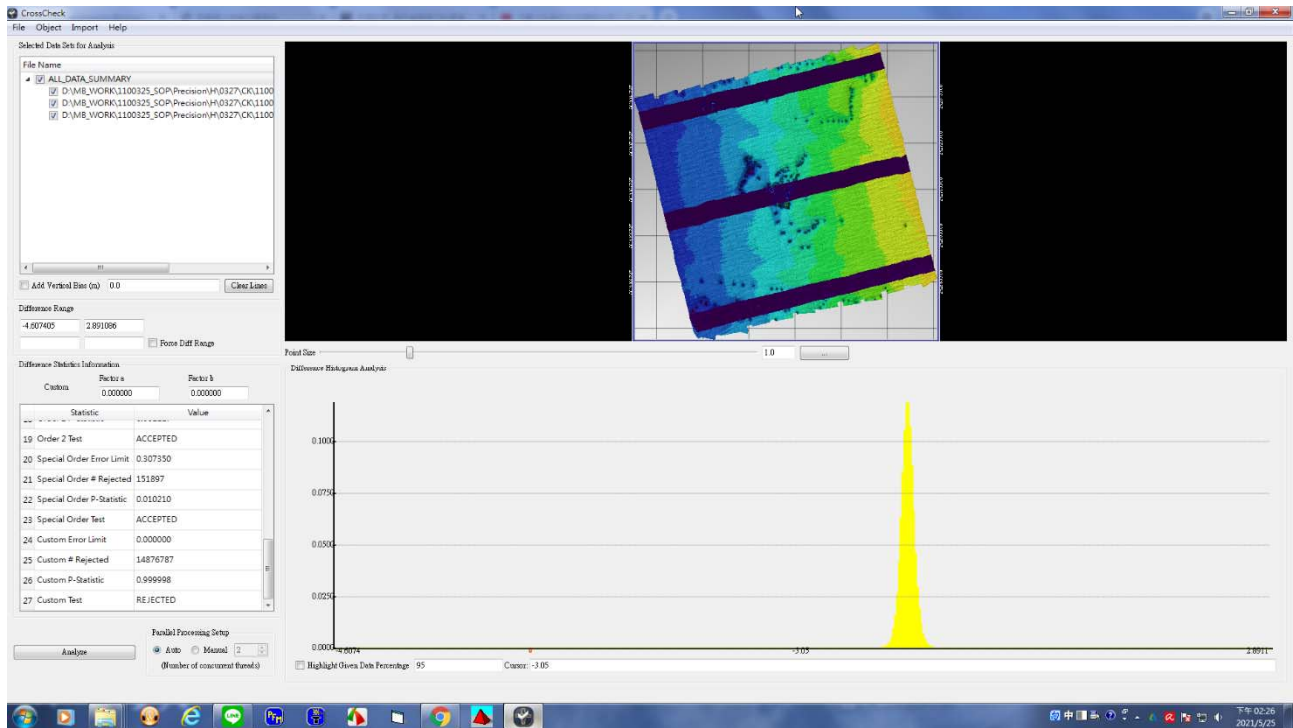 CrossCheck
File Object Import Help
Selected Data Sets for Analysis
File Name
ALL_DATA_SUMMARY
D:\MB_WORK\1100325_SOP\Precision\H\0327\CK\1100
D:\MB_WORK\1100325_SOP\Precision\H\0327\CK\1100
D:\MB_WORK\1100325_SOP\Precision\H\0327\CK\1100
Add Vertical Bias (m) 0.0 Clear Lines
Difference Range
-4.607405 2.891086
Force Diff Range
Point Size 1.0 ...
Difference Statistics Information
Factor a Factor b
Custom 0.000000 0.000000
Statistic Value
19 Order 2 Test ACCEPTED
20 Special Order Error Limit 0.307350
21 Special Order # Rejected 151897
22 Special Order P-Statistic 0.010210
23 Special Order Test ACCEPTED
24 Custom Error Limit 0.000000
25 Custom # Rejected 14876787
26 Custom P-Statistic 0.999998
27 Custom Test REJECTED
Parallel Processing Setup
Analyze Auto Manual 2
(Number of concurrent threads)
Difference Histogram Analysis
0.1000
0.0750
0.0500
0.0250
0.0000
-4.6074 -3.05 2.8911
Highlight Given Data Percentage 95 Cursor: -3.05
中
下午 02:26
2021/5/25